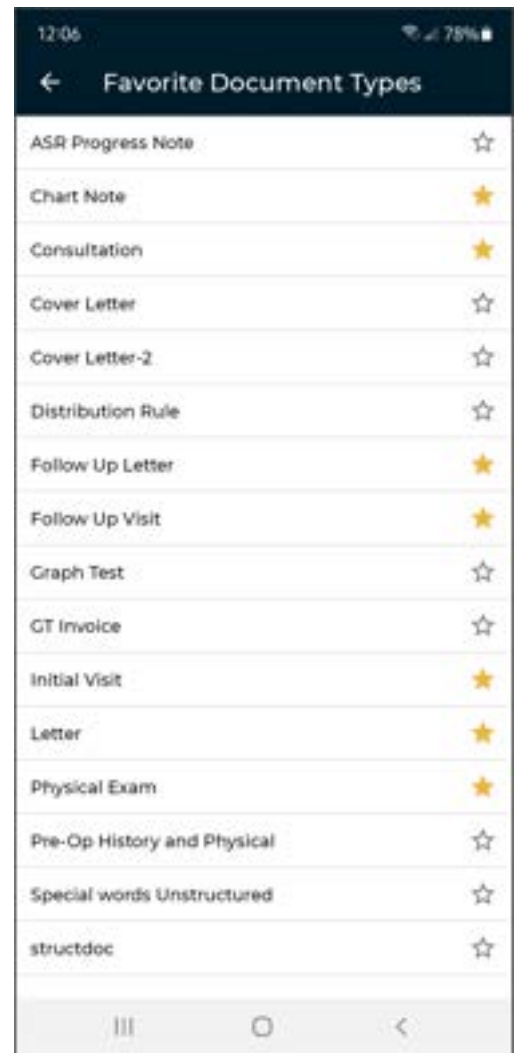 12:06 78%
Favorite Document Types
ASR Progress Note
Chart Note
Consultation
Cover Letter
Cover Letter-2
Distribution Rule
Follow Up Letter
Follow Up Visit
Graph Test
GT Invoice
Initial Visit
Letter
Physical Exam
Pre-Op History and Physical
Special words Unstructured
structdoc